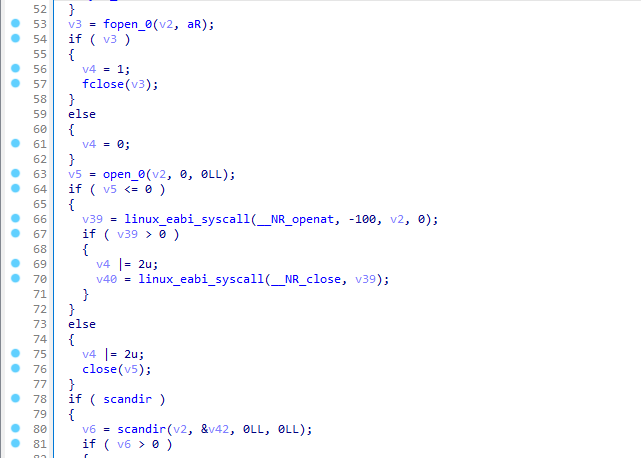 52 }
53 v3 = fopen_0(v2, aR);
54 if ( v3 )
55 {
56 v4 = 1;
57 fclose(v3);
58 }
59 else
60 {
61 v4 = 0;
62 }
63 v5 = open_0(v2, 0, 0LL);
64 if ( v5 <= 0 )
65 {
66 v39 = linux_eabi_syscall(__NR_openat, -100, v2, 0);
67 if ( v39 > 0 )
68 {
69 v4 |= 2u;
70 v40 = linux_eabi_syscall(__NR_close, v39);
71 }
72 }
73 else
74 {
75 v4 |= 2u;
76 close(v5);
77 }
78 if ( scandir )
79 {
80 v6 = scandir(v2, &v42, 0LL, 0LL);
81 if ( v6 > 0 )